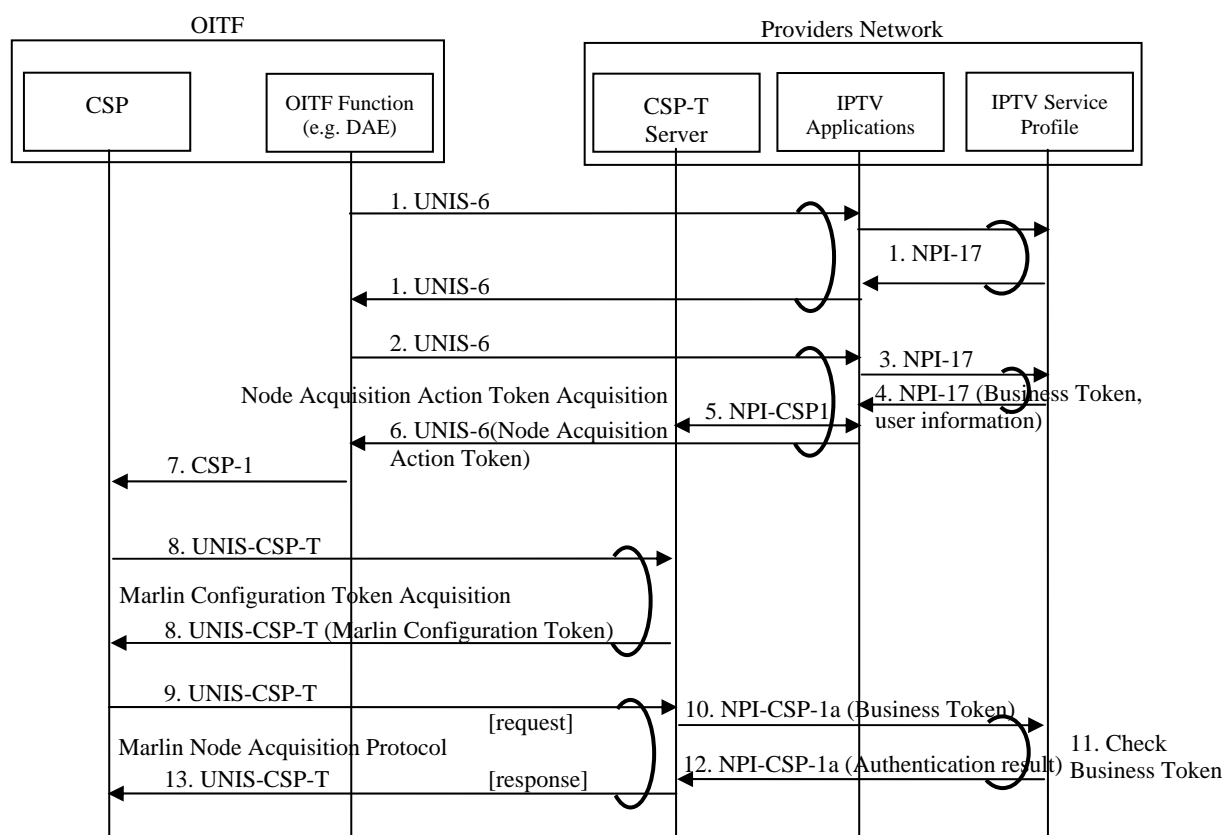 OITF
Providers Network
CSP
OITF Function
(e.g. DAE)
CSP-T
Server
IPTV
Applications
IPTV Service
Profile
1. UNIS-6
1. NPI-17
1. UNIS-6
2. UNIS-6
3. NPI-17
Node Acquisition Action Token Acquisition
4. NPI-17 (Business Token,
user information)
5. NPI-CSP1
6. UNIS-6(Node Acquisition
Action Token)
7. CSP-1
8. UNIS-CSP-T
Marlin Configuration Token Acquisition
8. UNIS-CSP-T (Marlin Configuration Token)
9. UNIS-CSP-T
[request]
10. NPI-CSP-1a (Business Token)
Marlin Node Acquisition Protocol
11. Check
Business Token
12. NPI-CSP-1a (Authentication result)
13. UNIS-CSP-T
[response]